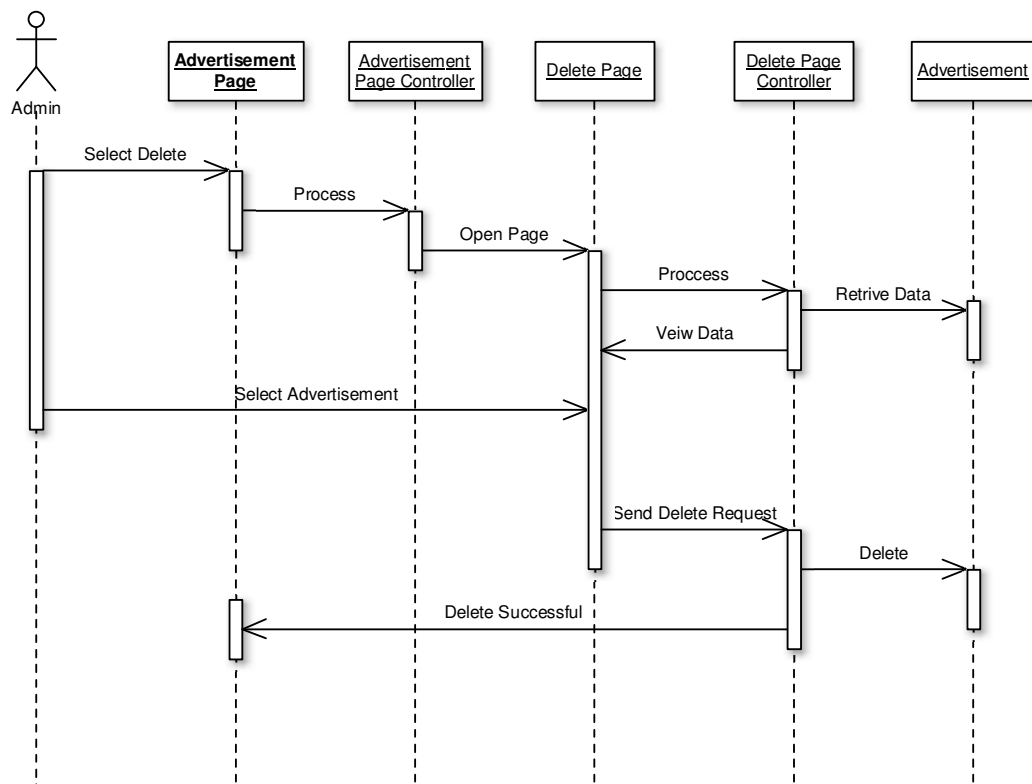 Admin
Advertisement
Page
Advertisement
Page Controller
Delete Page
Delete Page
Controller
Advertisement
Select Delete
Process
Open Page
Proccess
Retrive Data
Veiw Data
Select Advertisement
Send Delete Request
Delete
Delete Successful